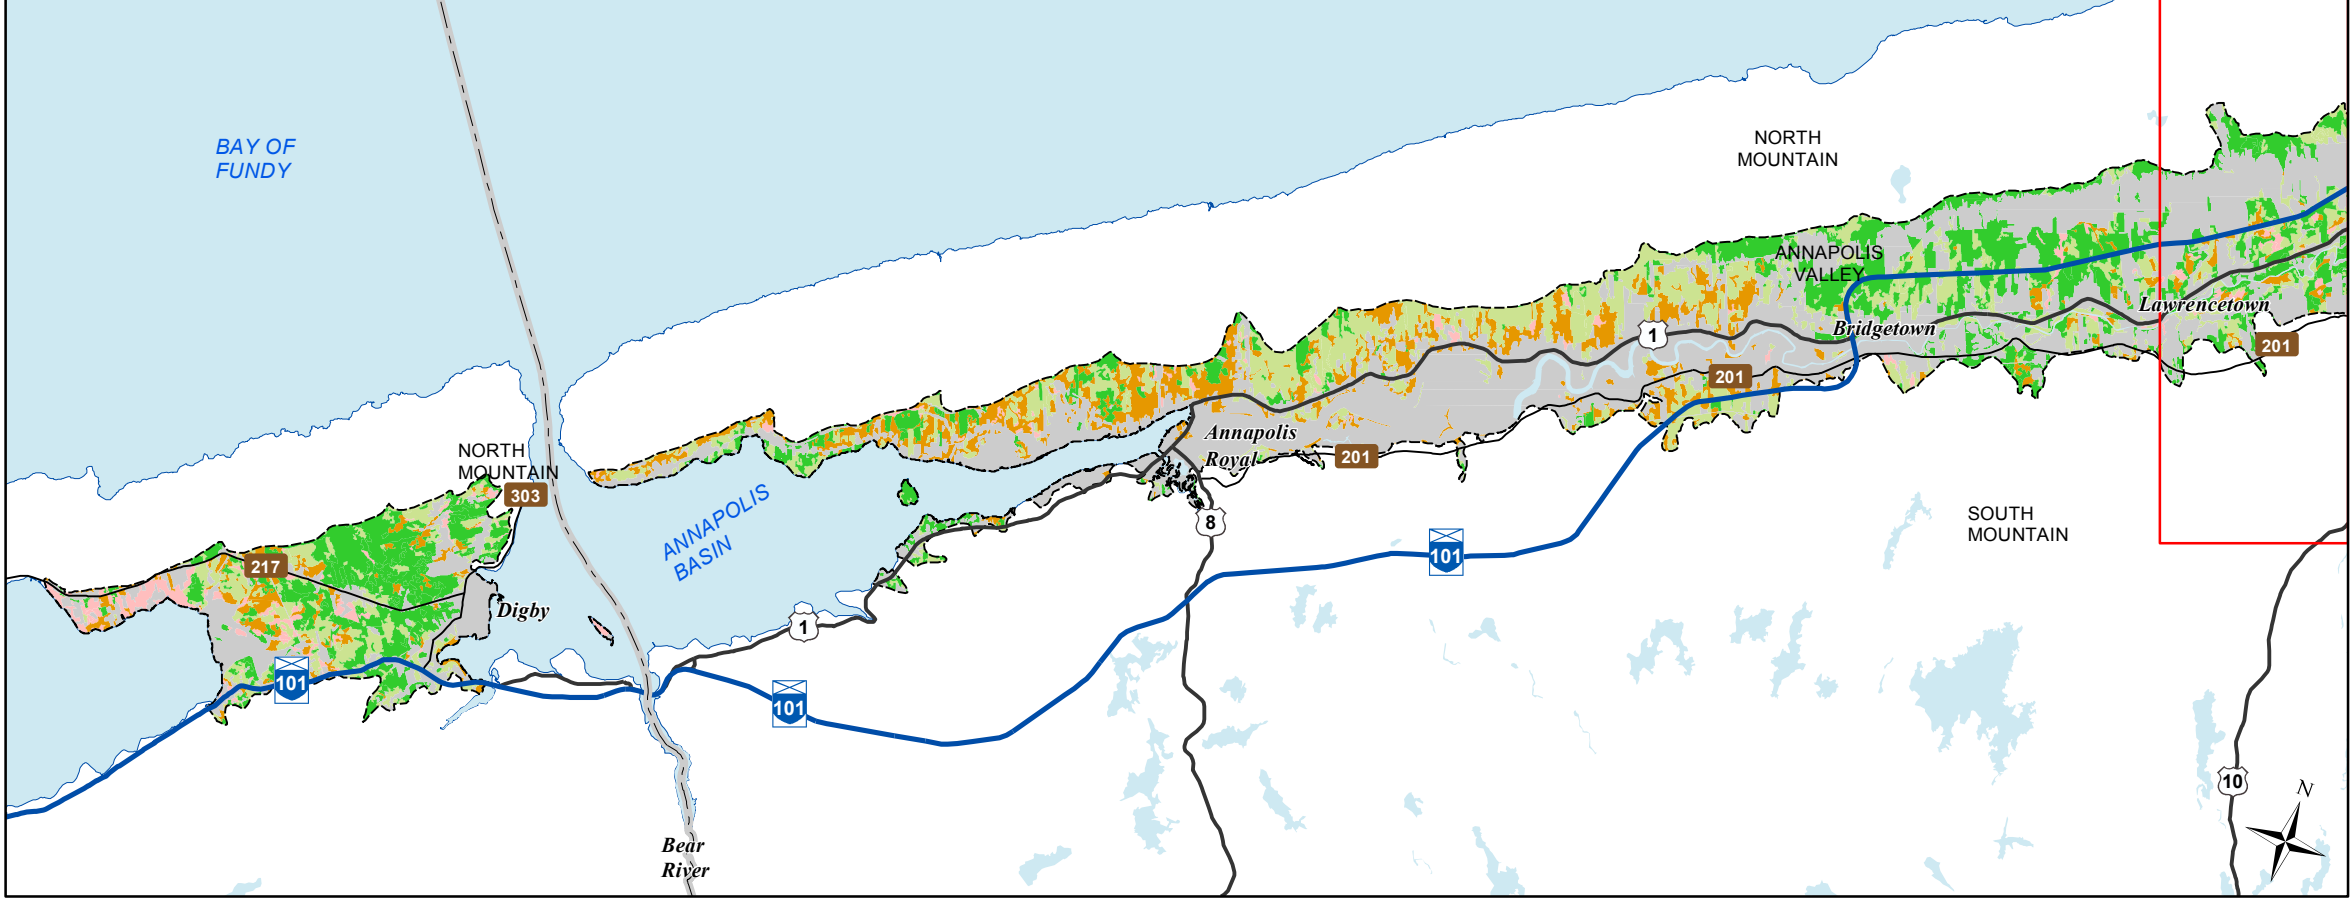 BAY OF
FUNDY
NORTH
MOUNTAIN
ANNAPOLIS
VALLEY
Lawrencetown
Bridgetown
1
201
201
Annapolis
Royal
201
NORTH
MOUNTAIN
303
ANNAPOLIS
BASIN
8
SOUTH
MOUNTAIN
101
217
Digby
1
101
101
10
N
Bear
River